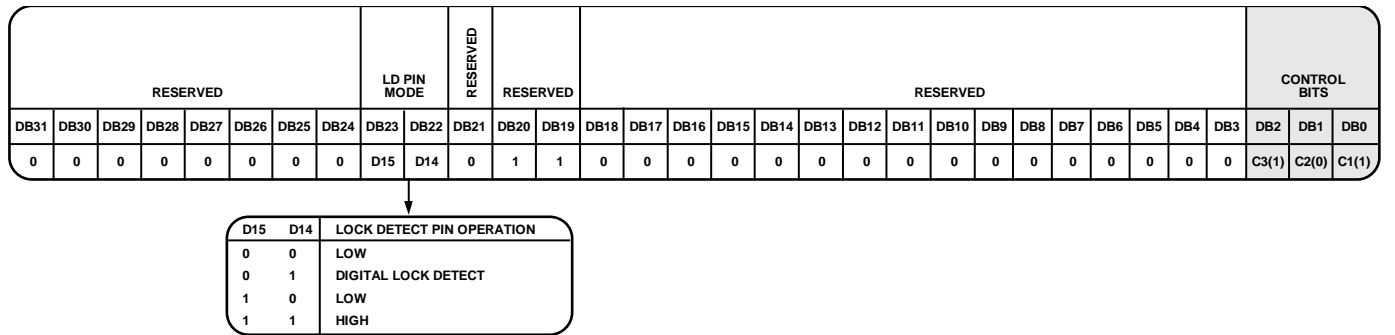 RESERVED LD PIN MODE RESERVED RESERVED RESERVED CONTROL BITS
DB31 DB30 DB29 DB28 DB27 DB26 DB25 DB24 DB23 DB22 DB21 DB20 DB19 DB18 DB17 DB16 DB15 DB14 DB13 DB12 DB11 DB10 DB9 DB8 DB7 DB6 DB5 DB4 DB3 DB2 DB1 DB0
0 0 0 0 0 0 0 0 D15 D14 0 1 1 0 0 0 0 0 0 0 0 0 0 0 0 0 0 0 0 C3(1) C2(0) C1(1)
D15 D14 LOCK DETECT PIN OPERATION
0 0 LOW
0 1 DIGITAL LOCK DETECT
1 0 LOW
1 1 HIGH